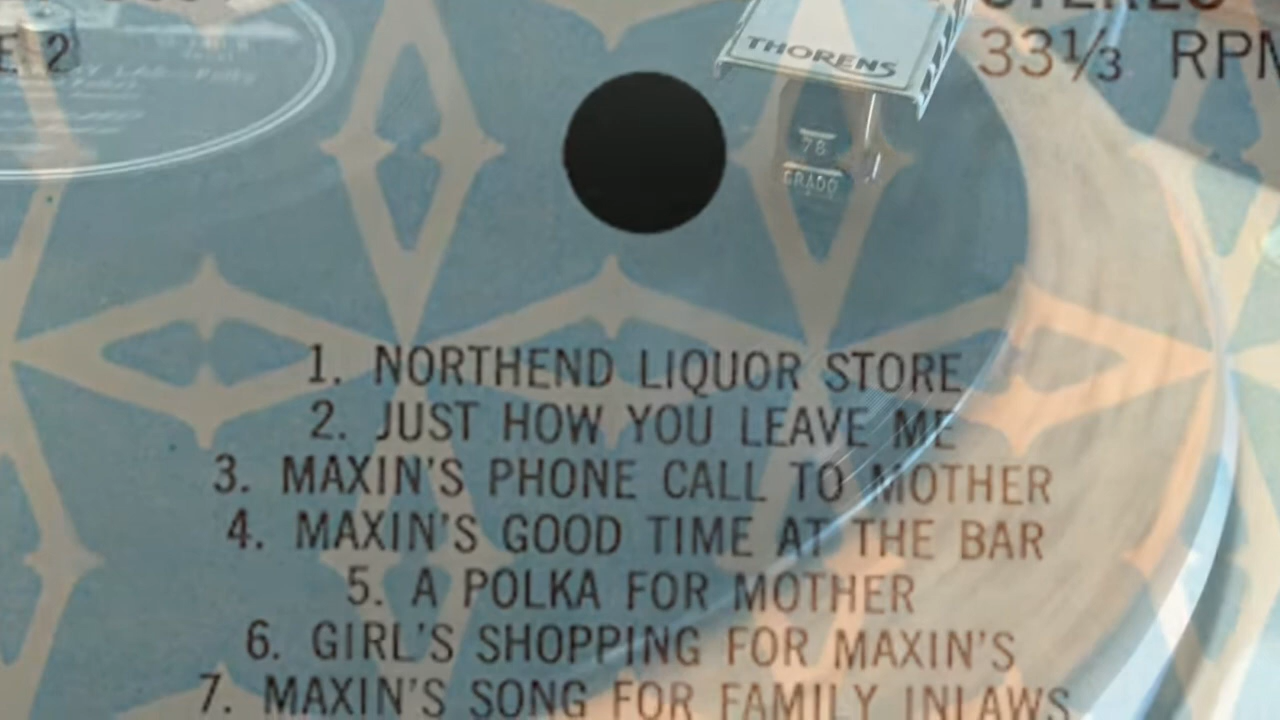 STEREO
E 2
33⅓ RPM
THORENS
78
GRADO
1. NORTHEND LIQUOR STORE
2. JUST HOW YOU LEAVE ME
3. MAXIN'S PHONE CALL TO MOTHER
4. MAXIN'S GOOD TIME AT THE BAR
5. A POLKA FOR MOTHER
6. GIRL'S SHOPPING FOR MAXIN'S
7. MAXIN'S SONG FOR FAMILY INLAWS